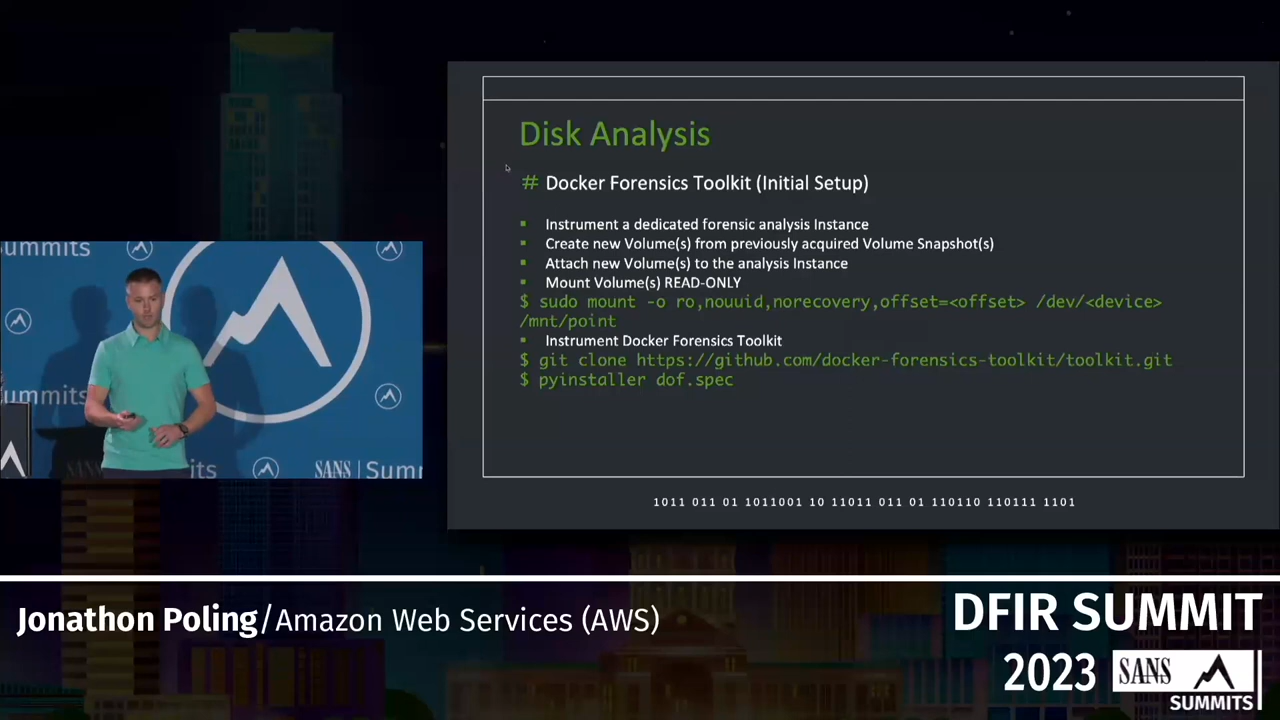 Disk Analysis
# Docker Forensics Toolkit (Initial Setup)
▪ Instrument a dedicated forensic analysis Instance
▪ Create new Volume(s) from previously acquired Volume Snapshot(s)
▪ Attach new Volume(s) to the analysis Instance
▪ Mount Volume(s) READ-ONLY
$ sudo mount -o ro,nouuid,norecovery,offset=<offset> /dev/<device>
/mnt/point
▪ Instrument Docker Forensics Toolkit
$ git clone https://github.com/docker-forensics-toolkit/toolkit.git
$ pyinstaller dof.spec
1011 011 01 1011001 10 11011 011 01 110110 110111 1101
ummits
ummits
SANS
its
SANS | Sum
Jonathon Poling/Amazon Web Services (AWS)
DFIR SUMMIT
2023 SANS
SUMMITS